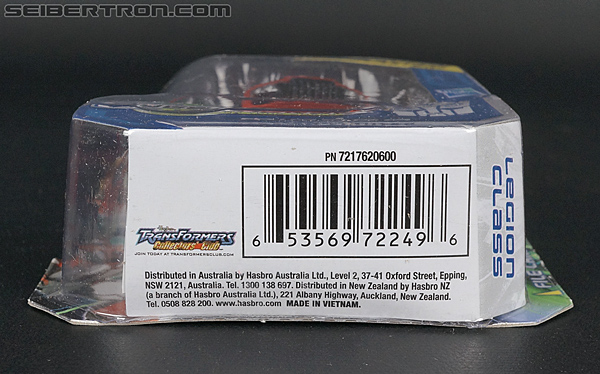 SEIBERTRON.COM
PN 7217620600
6 53569 72249 6
TRANSFORMERS
Collectors' Club
JOIN TODAY AT TRANSFORMERSCLUB.COM
Distributed in Australia by Hasbro Australia Ltd., Level 2, 37-41 Oxford Street, Epping,
NSW 2121, Australia. Tel. 1300 138 697. Distributed in New Zealand by Hasbro NZ
(a branch of Hasbro Australia Ltd.), 221 Albany Highway, Auckland, New Zealand.
Tel. 0508 828 200. www.hasbro.com MADE IN VIETNAM.
LEGION
CLASS